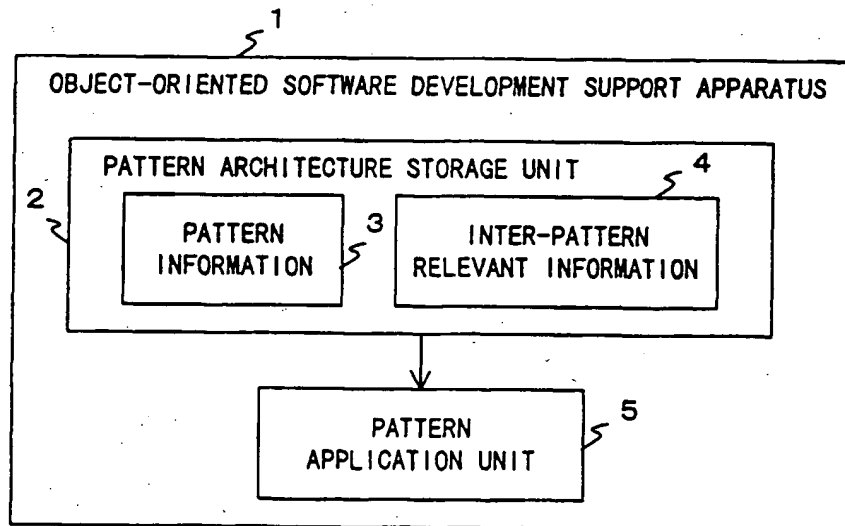 1
OBJECT-ORIENTED SOFTWARE DEVELOPMENT SUPPORT APPARATUS
PATTERN ARCHITECTURE STORAGE UNIT
4
2
3
PATTERN
INFORMATION
INTER-PATTERN
RELEVANT INFORMATION
5
PATTERN
APPLICATION UNIT